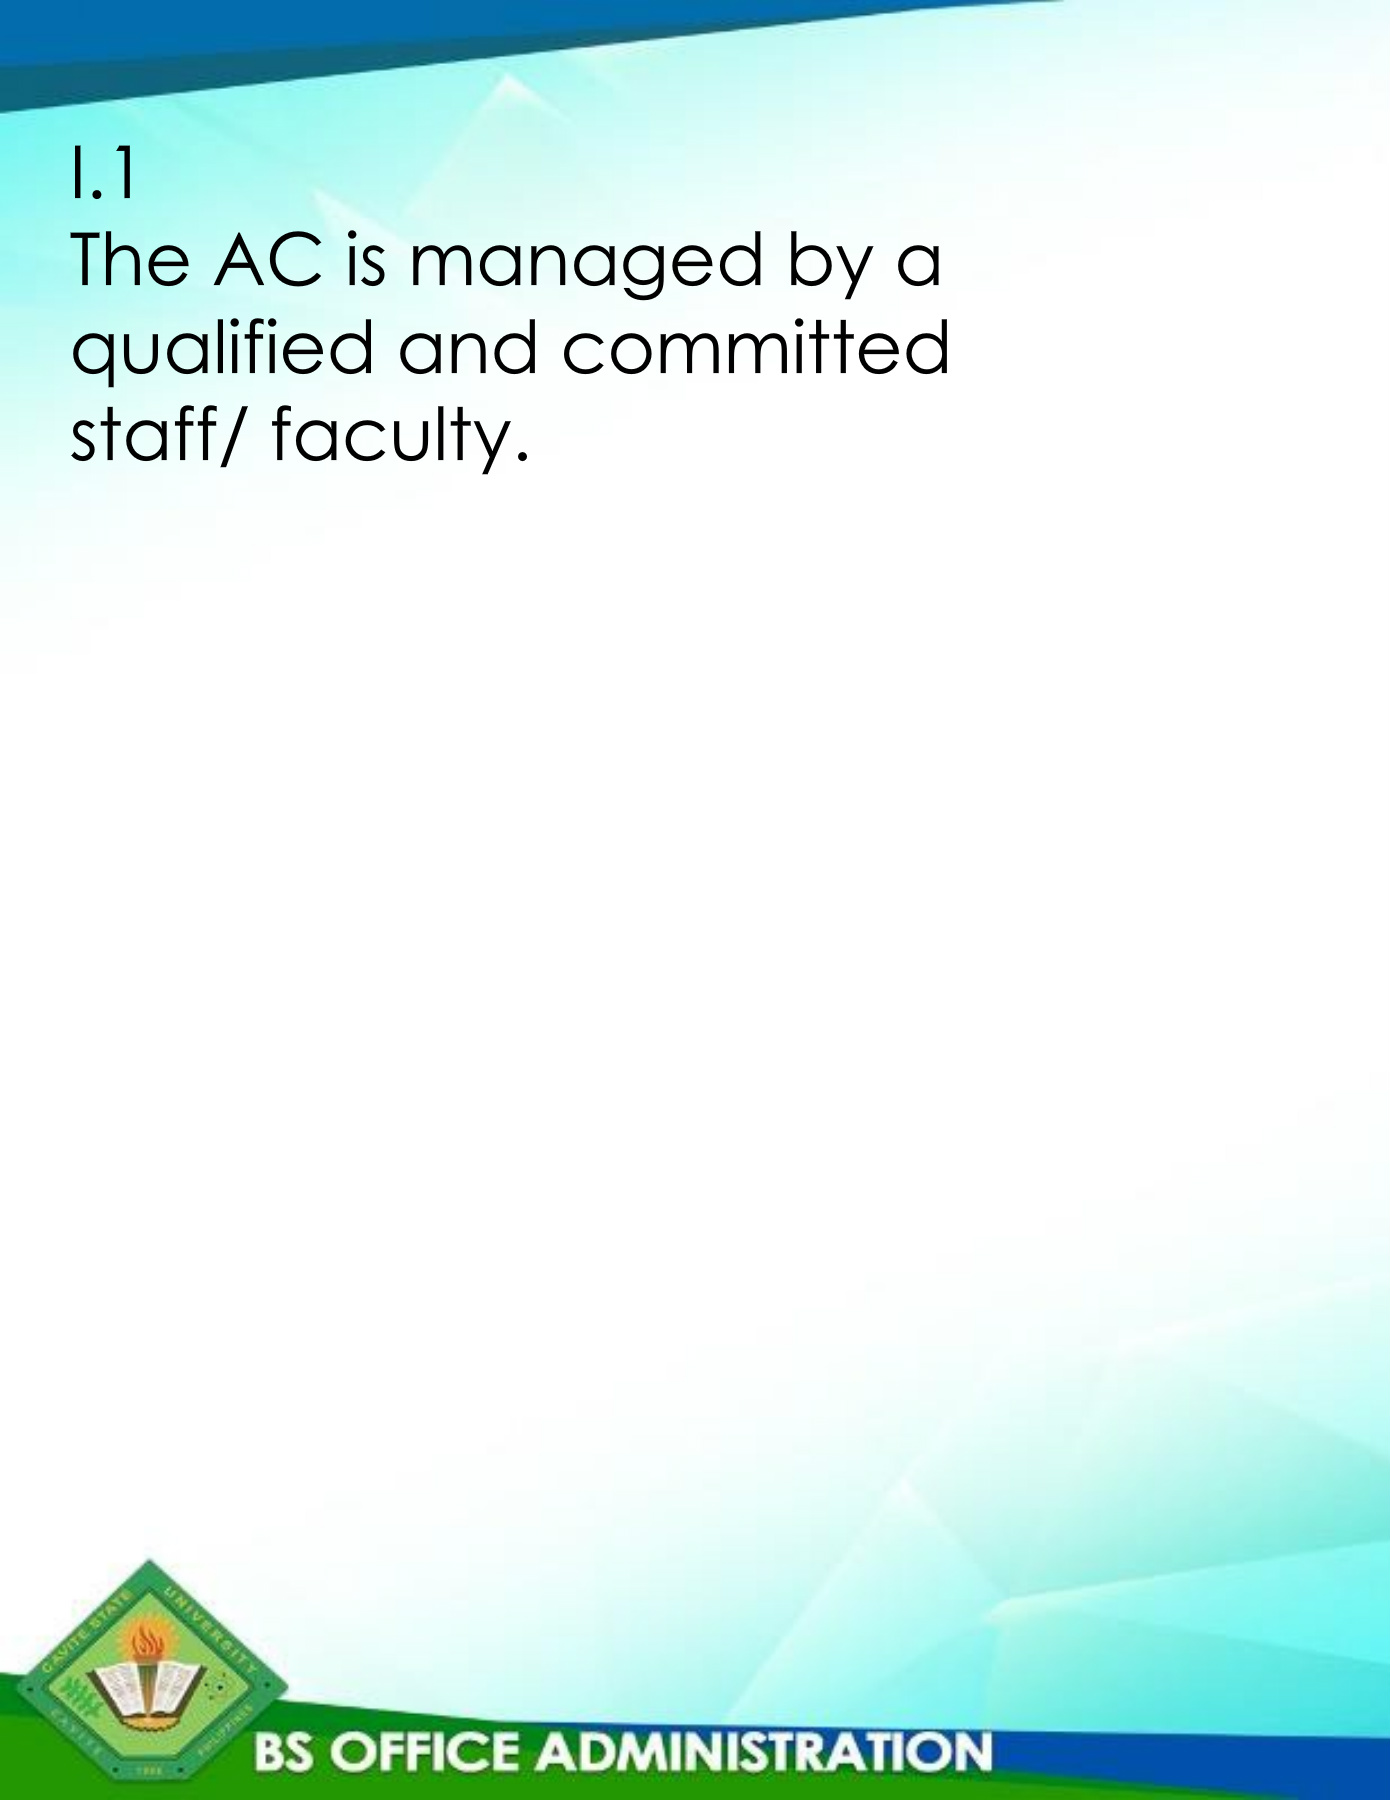 I.1
The AC is managed by a
qualified and committed
staff/ faculty.
CAVITE STATE UNIVERSITY
CAVITE
PHILIPPINES
1906
BS OFFICE ADMINISTRATION